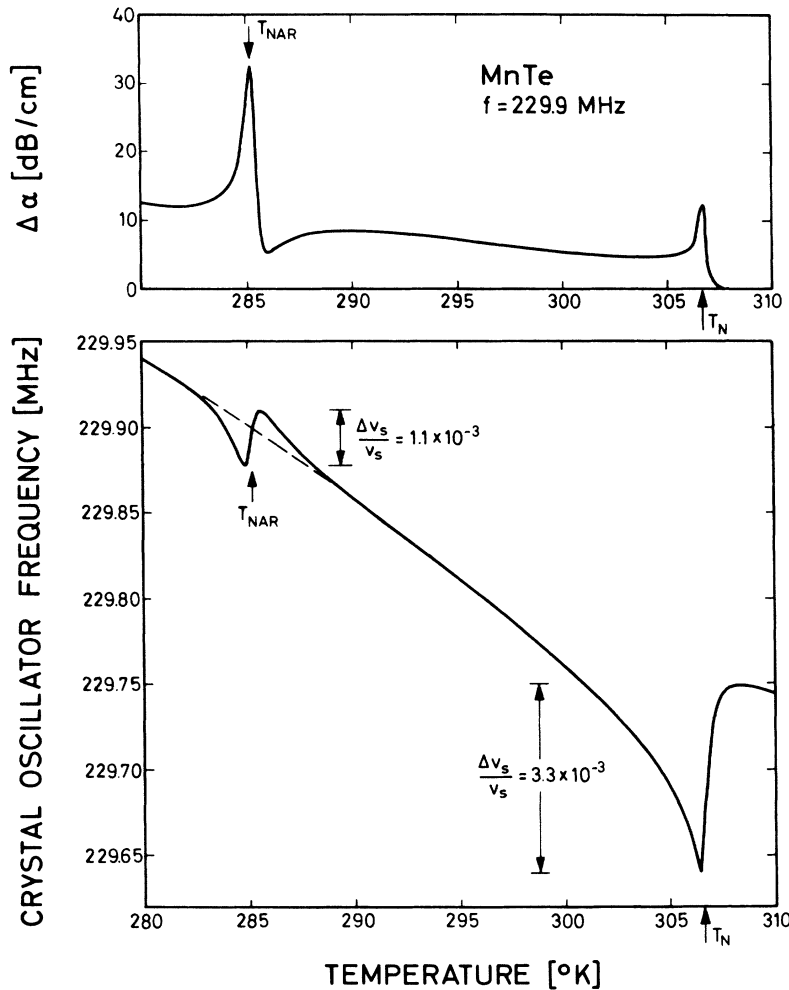 40
30
20
10
0
Δα [dB/cm]
T_NAR
MnTe
f = 229.9 MHz
285 290 295 300 305 310
T_N
229.95
229.90
229.85
229.80
229.75
229.70
229.65
CRYSTAL OSCILLATOR FREQUENCY [MHz]
Δv_s/v_s = 1.1 × 10⁻³
T_NAR
Δv_s/v_s = 3.3 × 10⁻³
280 285 290 295 300 305 310
T_N
TEMPERATURE [°K]